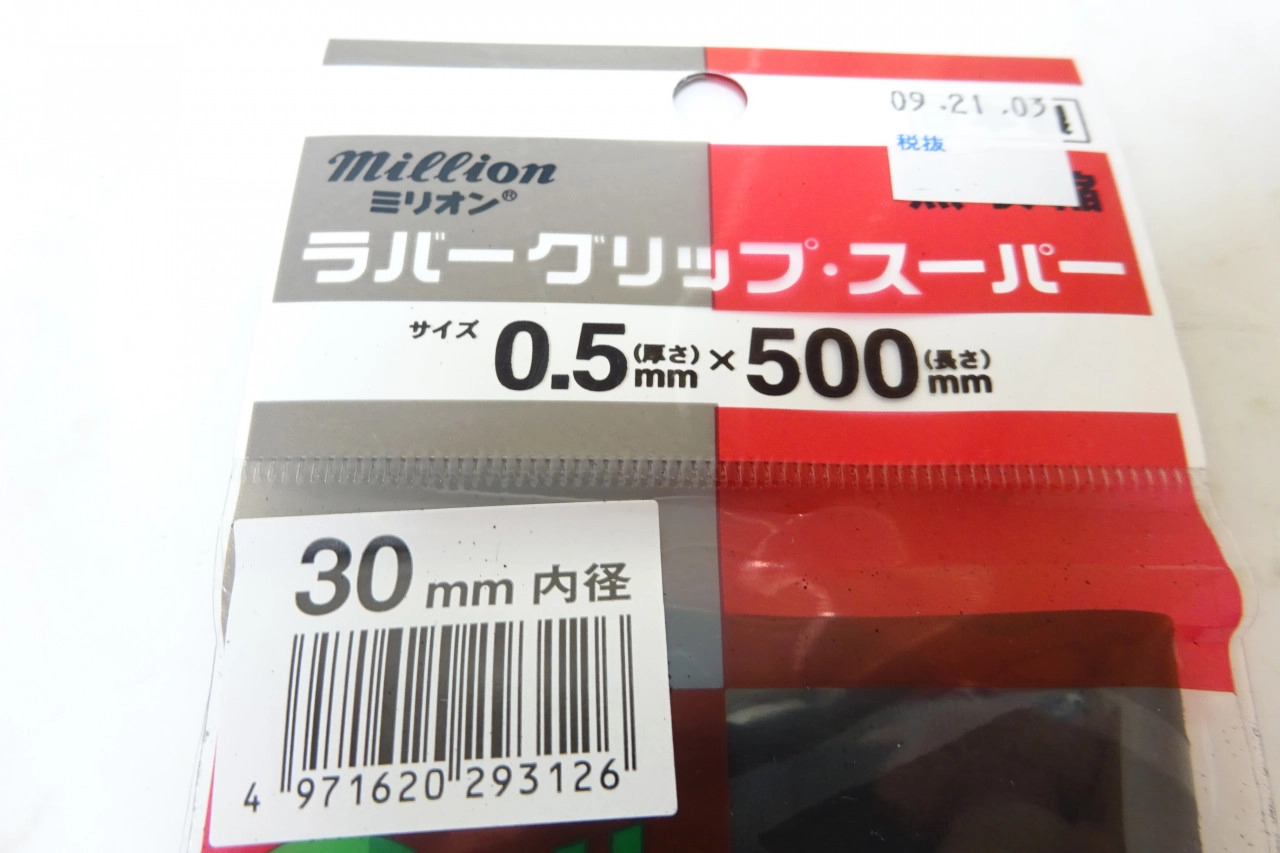 09.21.03
税抜
million
ミリオン®
ラバーグリップ・スーパー
サイズ 0.5(厚さ)mm×500(長さ)mm
30mm 内径
4 971620 293126